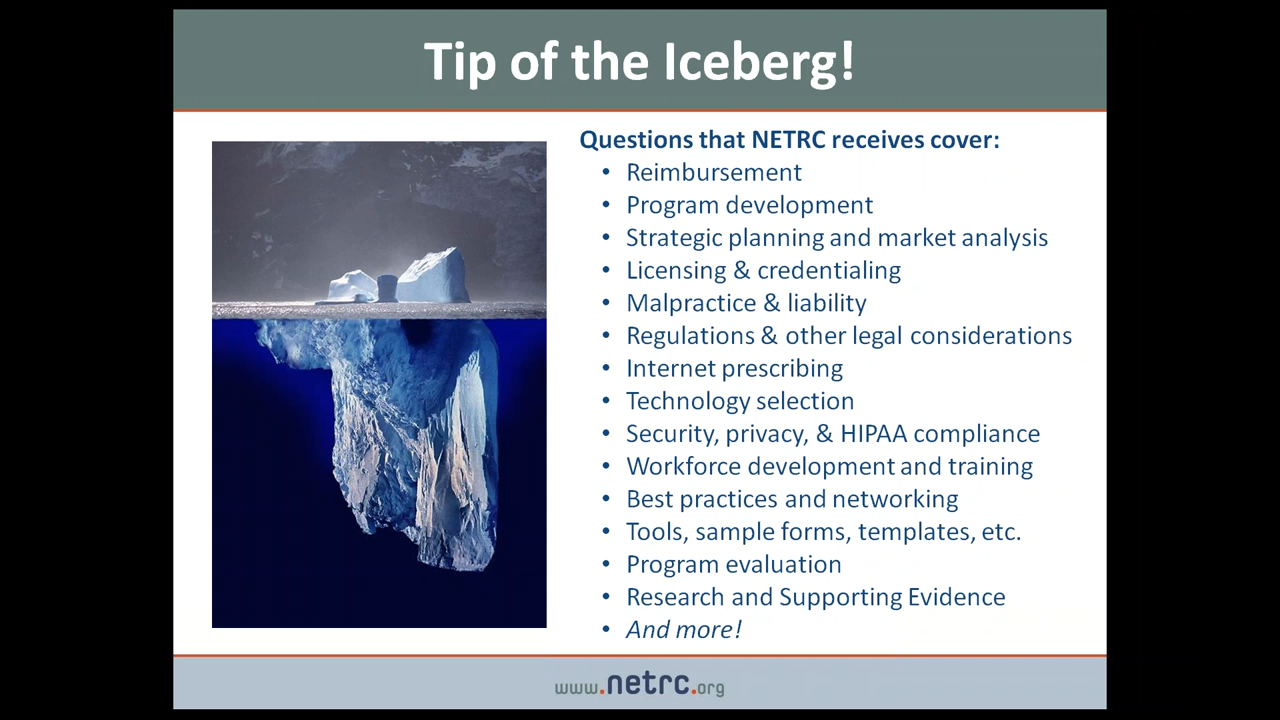 Tip of the Iceberg!
Questions that NETRC receives cover:
• Reimbursement
• Program development
• Strategic planning and market analysis
• Licensing & credentialing
• Malpractice & liability
• Regulations & other legal considerations
• Internet prescribing
• Technology selection
• Security, privacy, & HIPAA compliance
• Workforce development and training
• Best practices and networking
• Tools, sample forms, templates, etc.
• Program evaluation
• Research and Supporting Evidence
• And more!
www.netrc.org